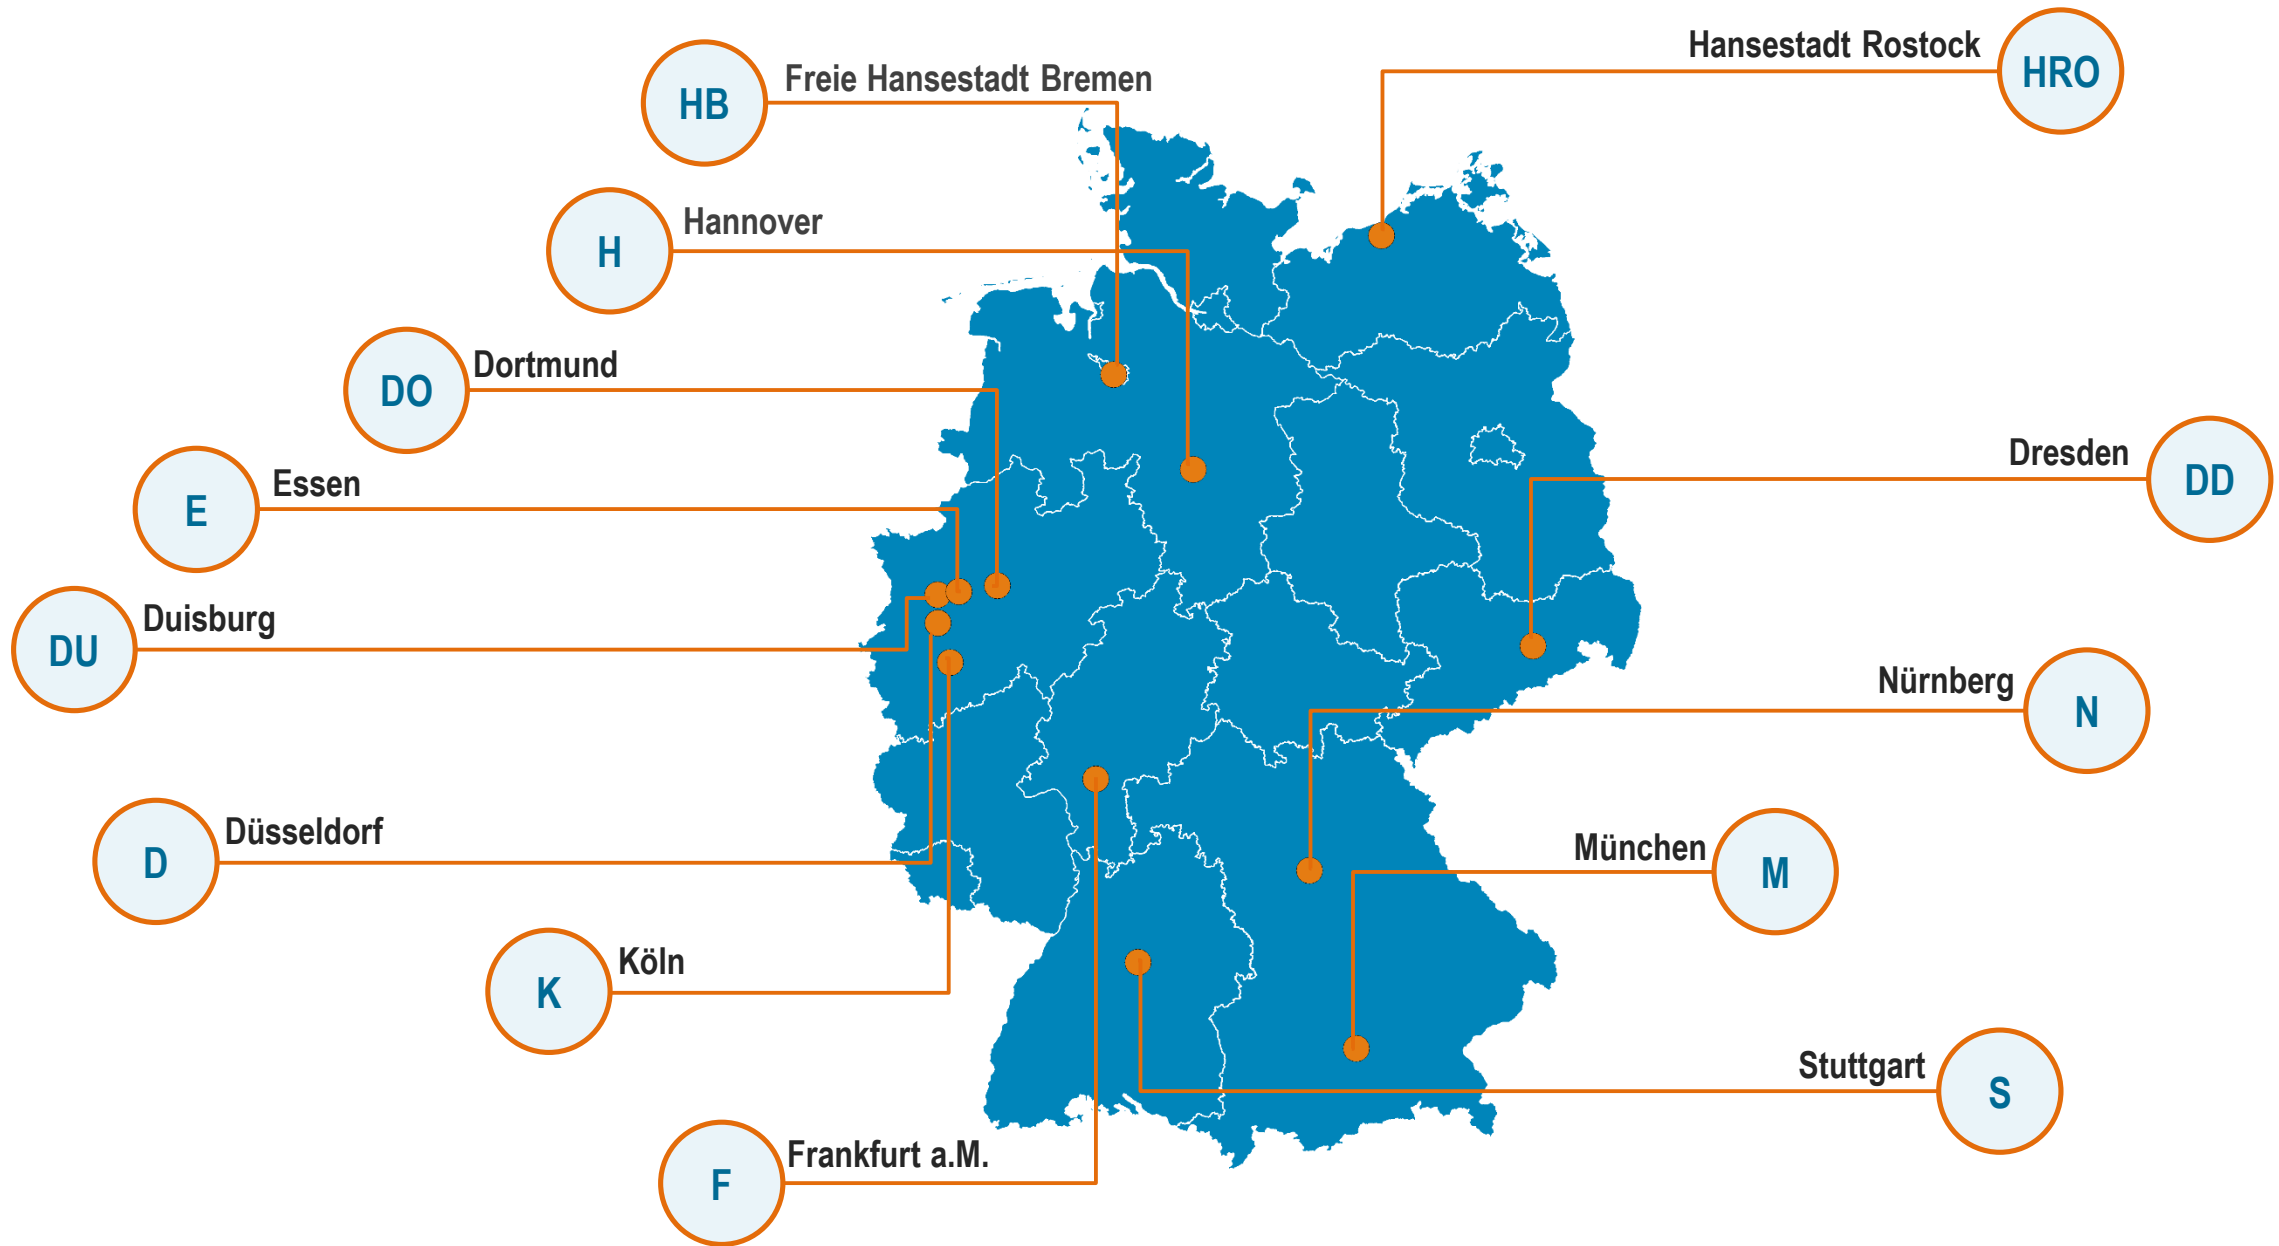 Hansestadt Rostock
HRO
Freie Hansestadt Bremen
HB
Hannover
H
Dortmund
DO
Dresden
DD
Essen
E
Duisburg
DU
Nürnberg
N
Düsseldorf
D
München
M
Köln
K
Stuttgart
S
Frankfurt a.M.
F